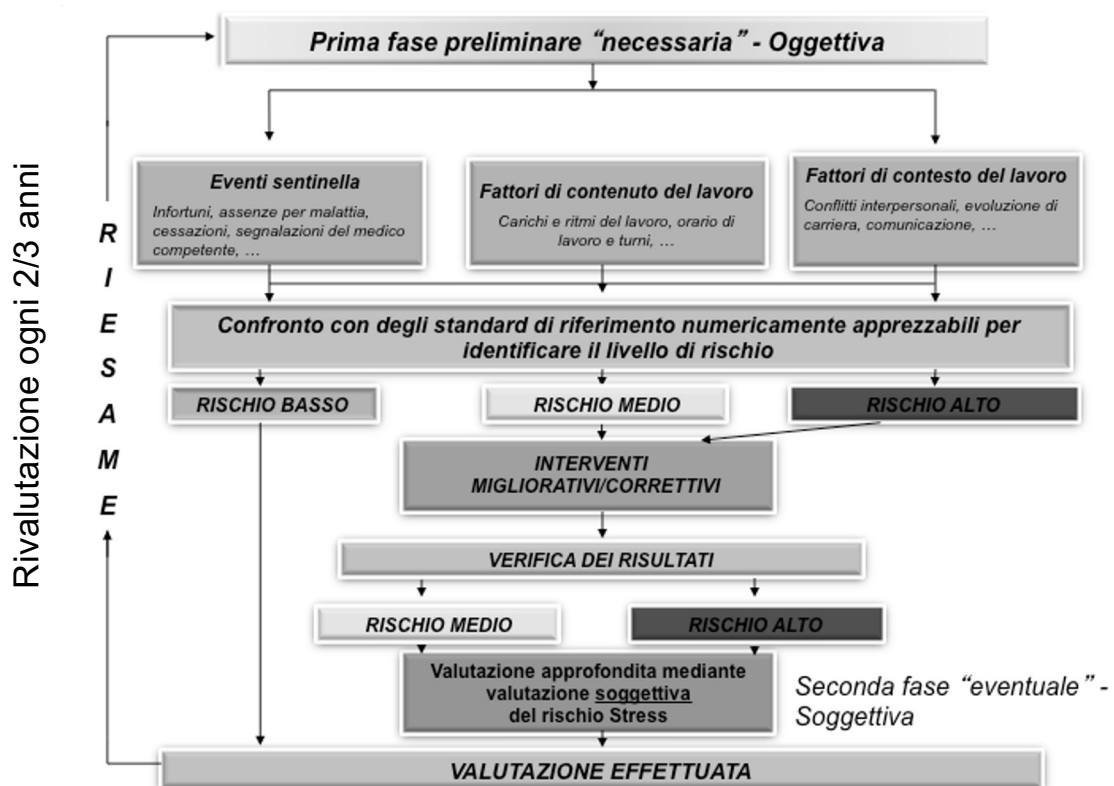 Prima fase preliminare “necessaria” - Oggettiva
Eventi sentinella
Infortuni, assenze per malattia,
cessazioni, segnalazioni del medico
competente, …
Fattori di contenuto del lavoro
Carichi e ritmi del lavoro, orario di
lavoro e turni, …
Fattori di contesto del lavoro
Conflitti interpersonali, evoluzione di
carriera, comunicazione, …
Rivalutazione ogni 2/3 anni
R
I
E
S
A
M
E
Confronto con degli standard di riferimento numericamente apprezzabili per
identificare il livello di rischio
RISCHIO BASSO
RISCHIO MEDIO
RISCHIO ALTO
INTERVENTI
MIGLIORATIVI/CORRETTIVI
VERIFICA DEI RISULTATI
RISCHIO MEDIO
RISCHIO ALTO
Valutazione approfondita mediante
valutazione soggettiva
del rischio Stress
Seconda fase “eventuale” -
Soggettiva
VALUTAZIONE EFFETTUATA